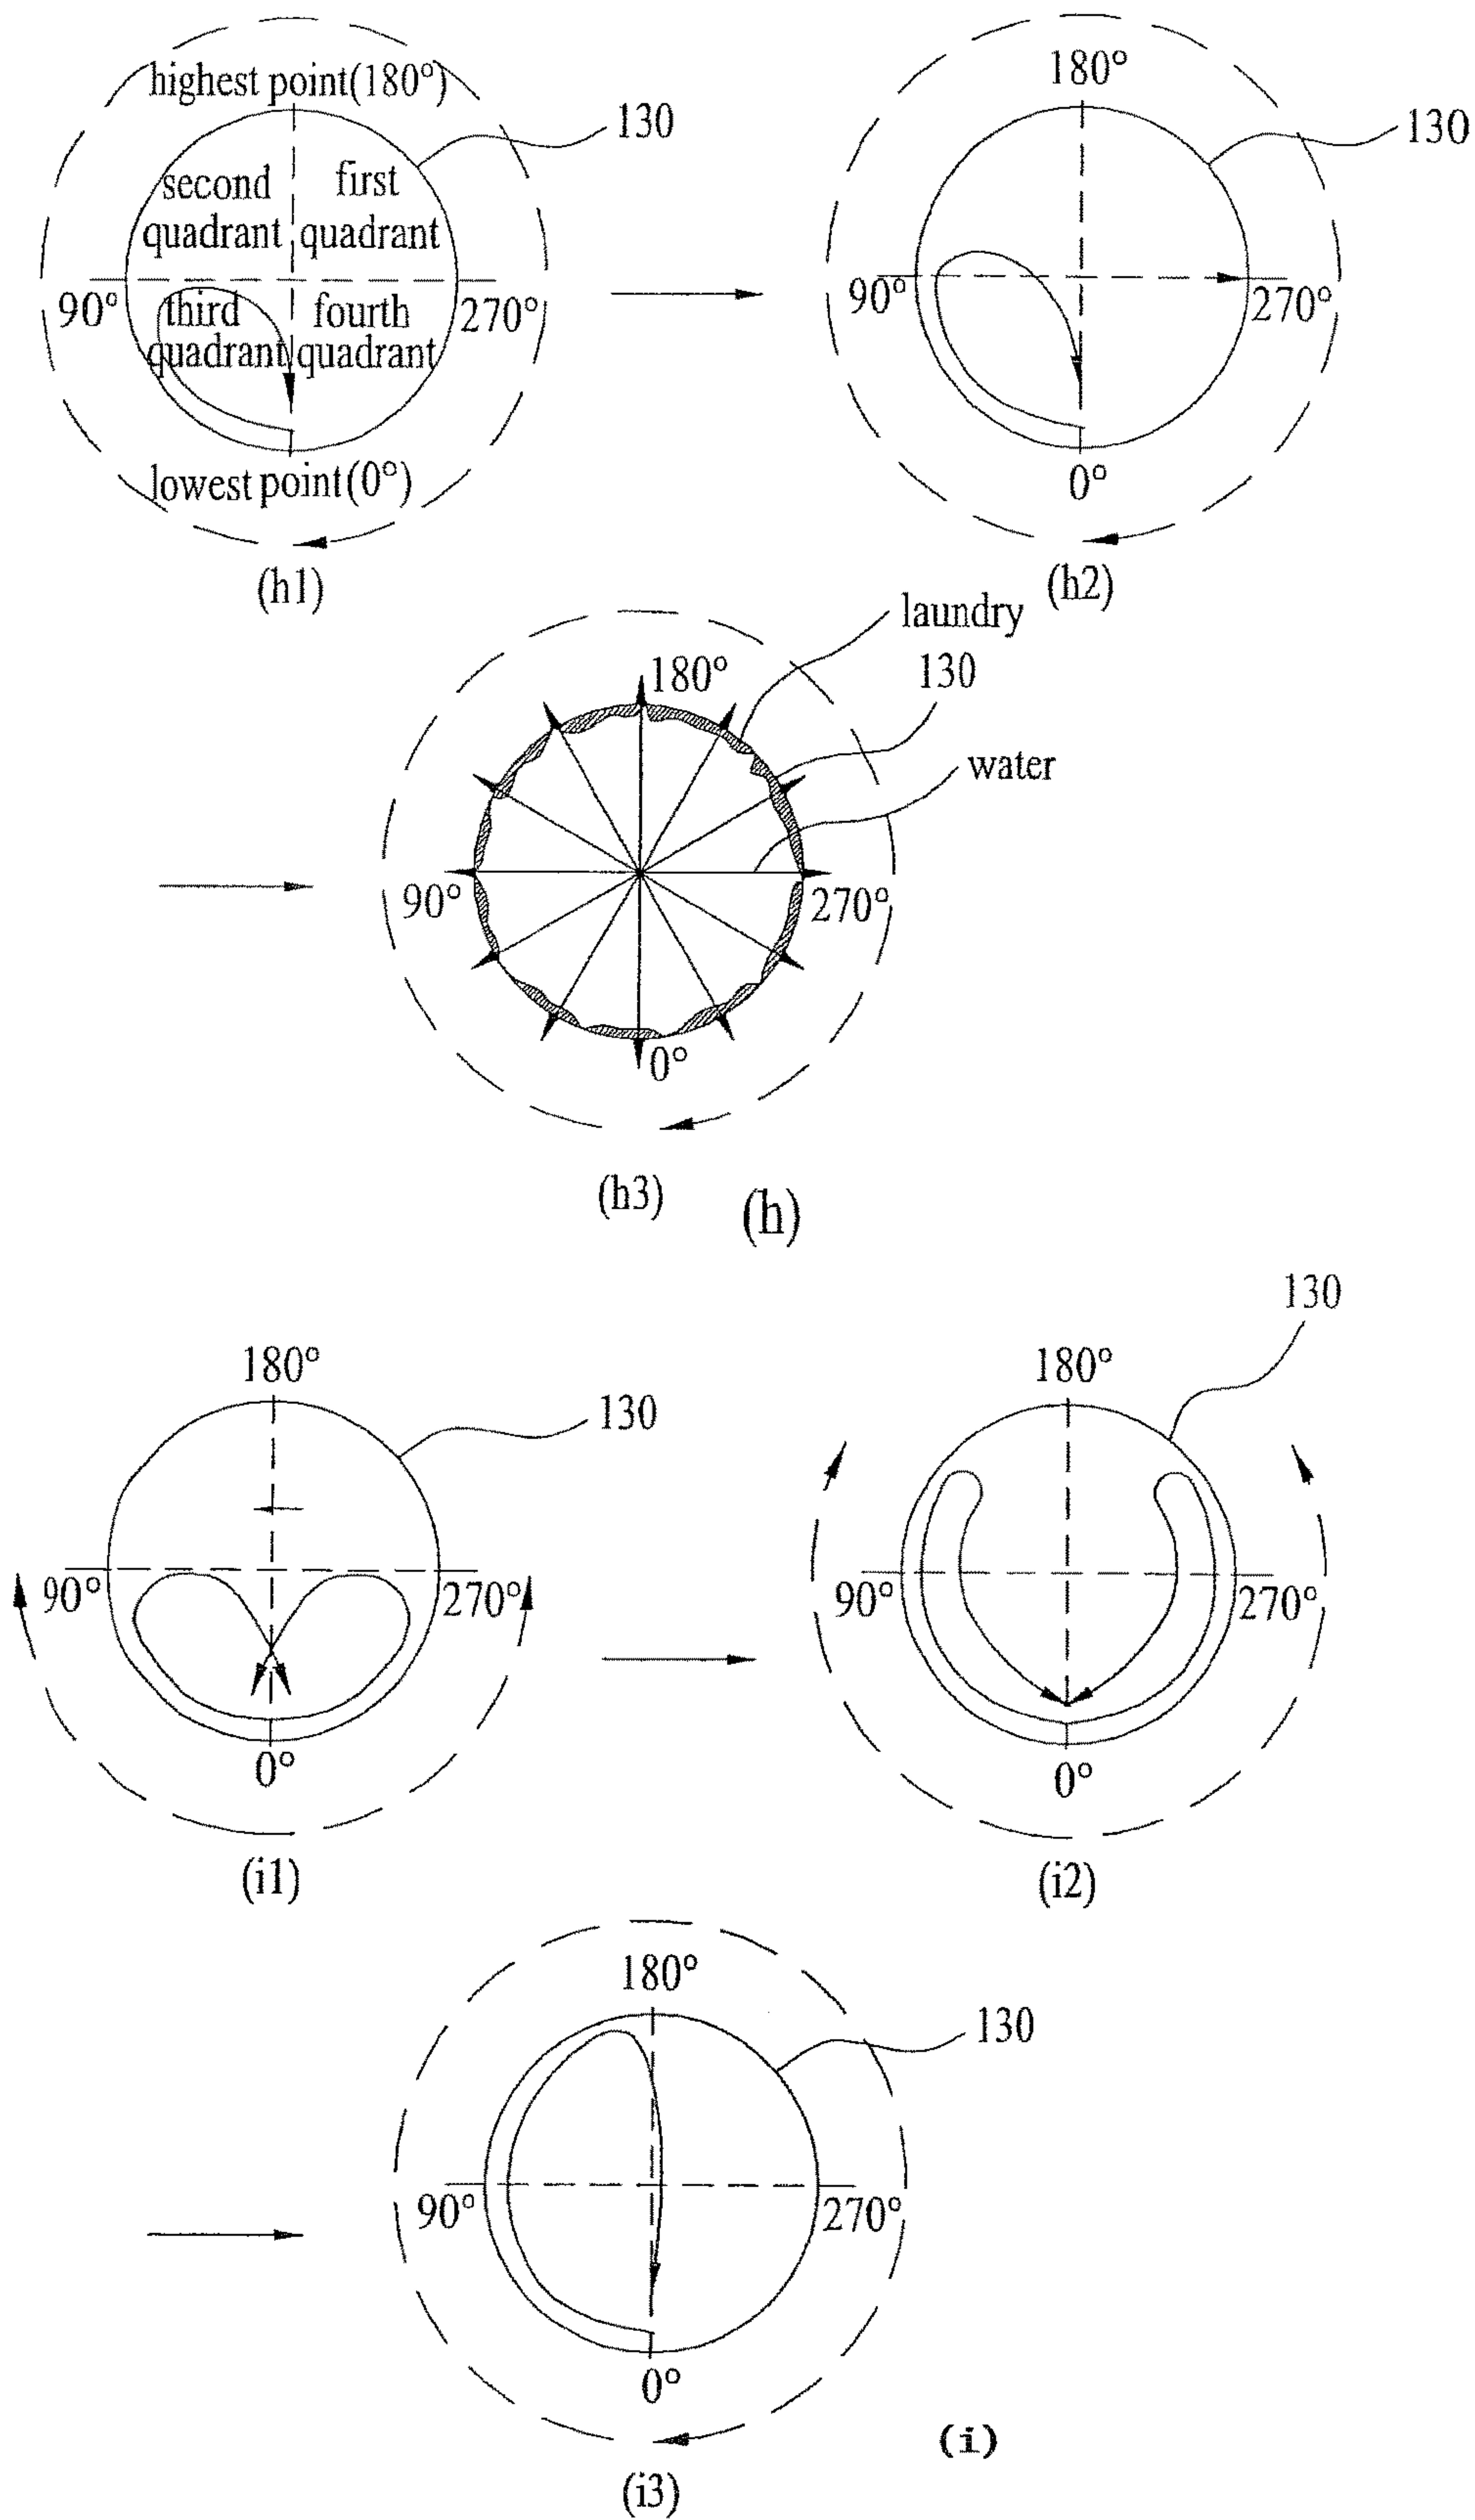 highest point(180°)
130
second
quadrant
first
quadrant
90°
third
quadrant
fourth
quadrant
270°
lowest point(0°)
(h1)
180°
130
90°
270°
0°
(h2)
laundry
180°
130
water
90°
270°
0°
(h3)
(h)
180°
130
90°
270°
0°
(i1)
130
180°
90°
270°
0°
(i2)
180°
130
90°
270°
0°
(i3)
(i)